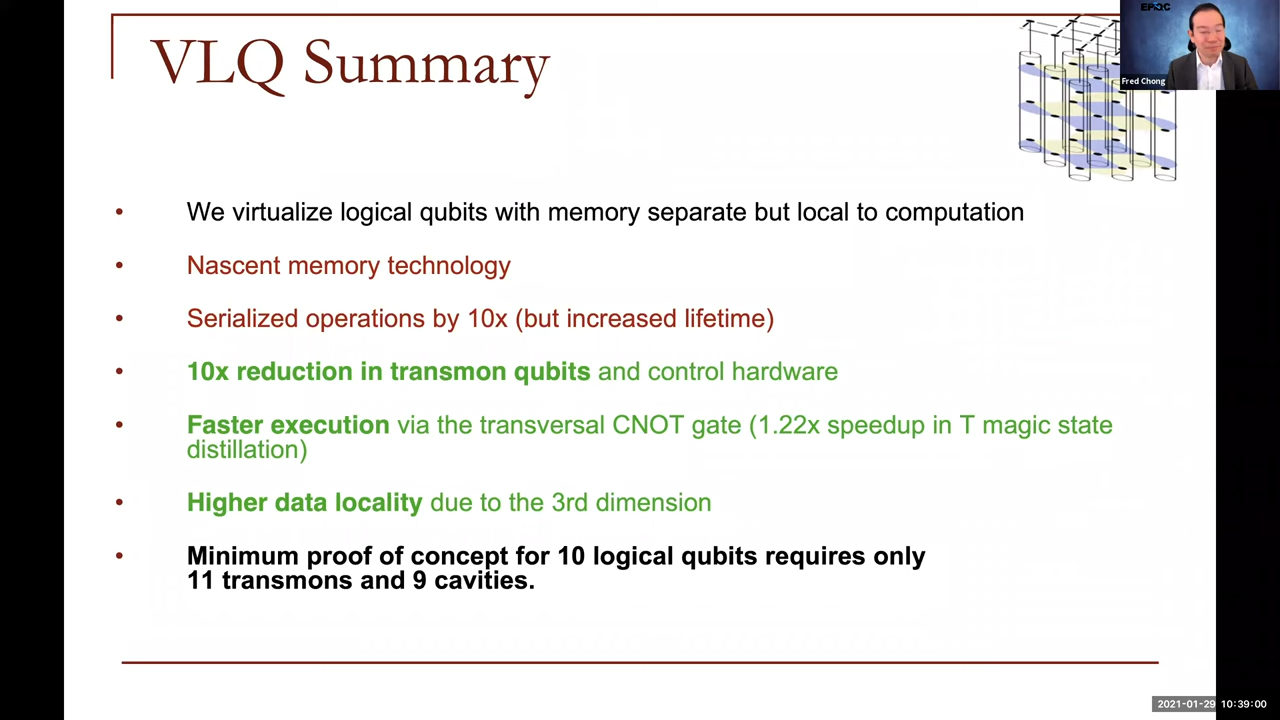 EPiQC
Fred Chong
VLQ Summary
• We virtualize logical qubits with memory separate but local to computation
• Nascent memory technology
• Serialized operations by 10x (but increased lifetime)
• 10x reduction in transmon qubits and control hardware
• Faster execution via the transversal CNOT gate (1.22x speedup in T magic state
distillation)
• Higher data locality due to the 3rd dimension
• Minimum proof of concept for 10 logical qubits requires only
11 transmons and 9 cavities.
2021-01-29 10:39:00